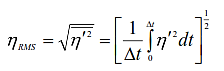 η_RMS = √(η′²) = [1/Δt ∫₀^Δt η′² dt]^(1/2)